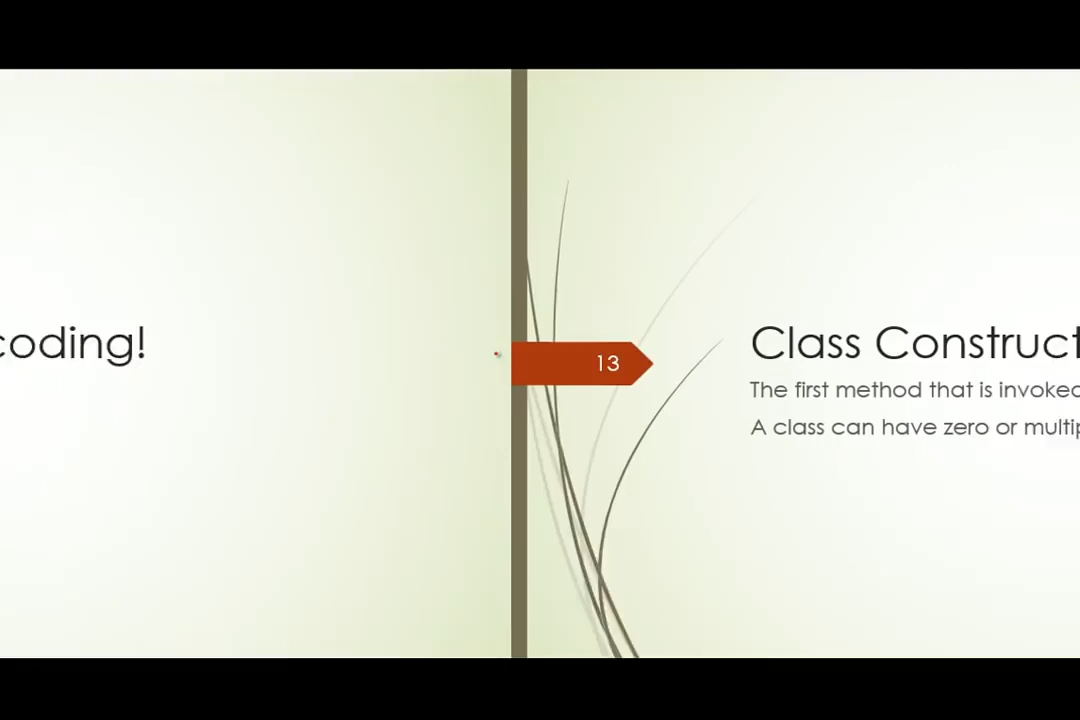 coding!
13
Class Construct
The first method that is invoked
A class can have zero or multip